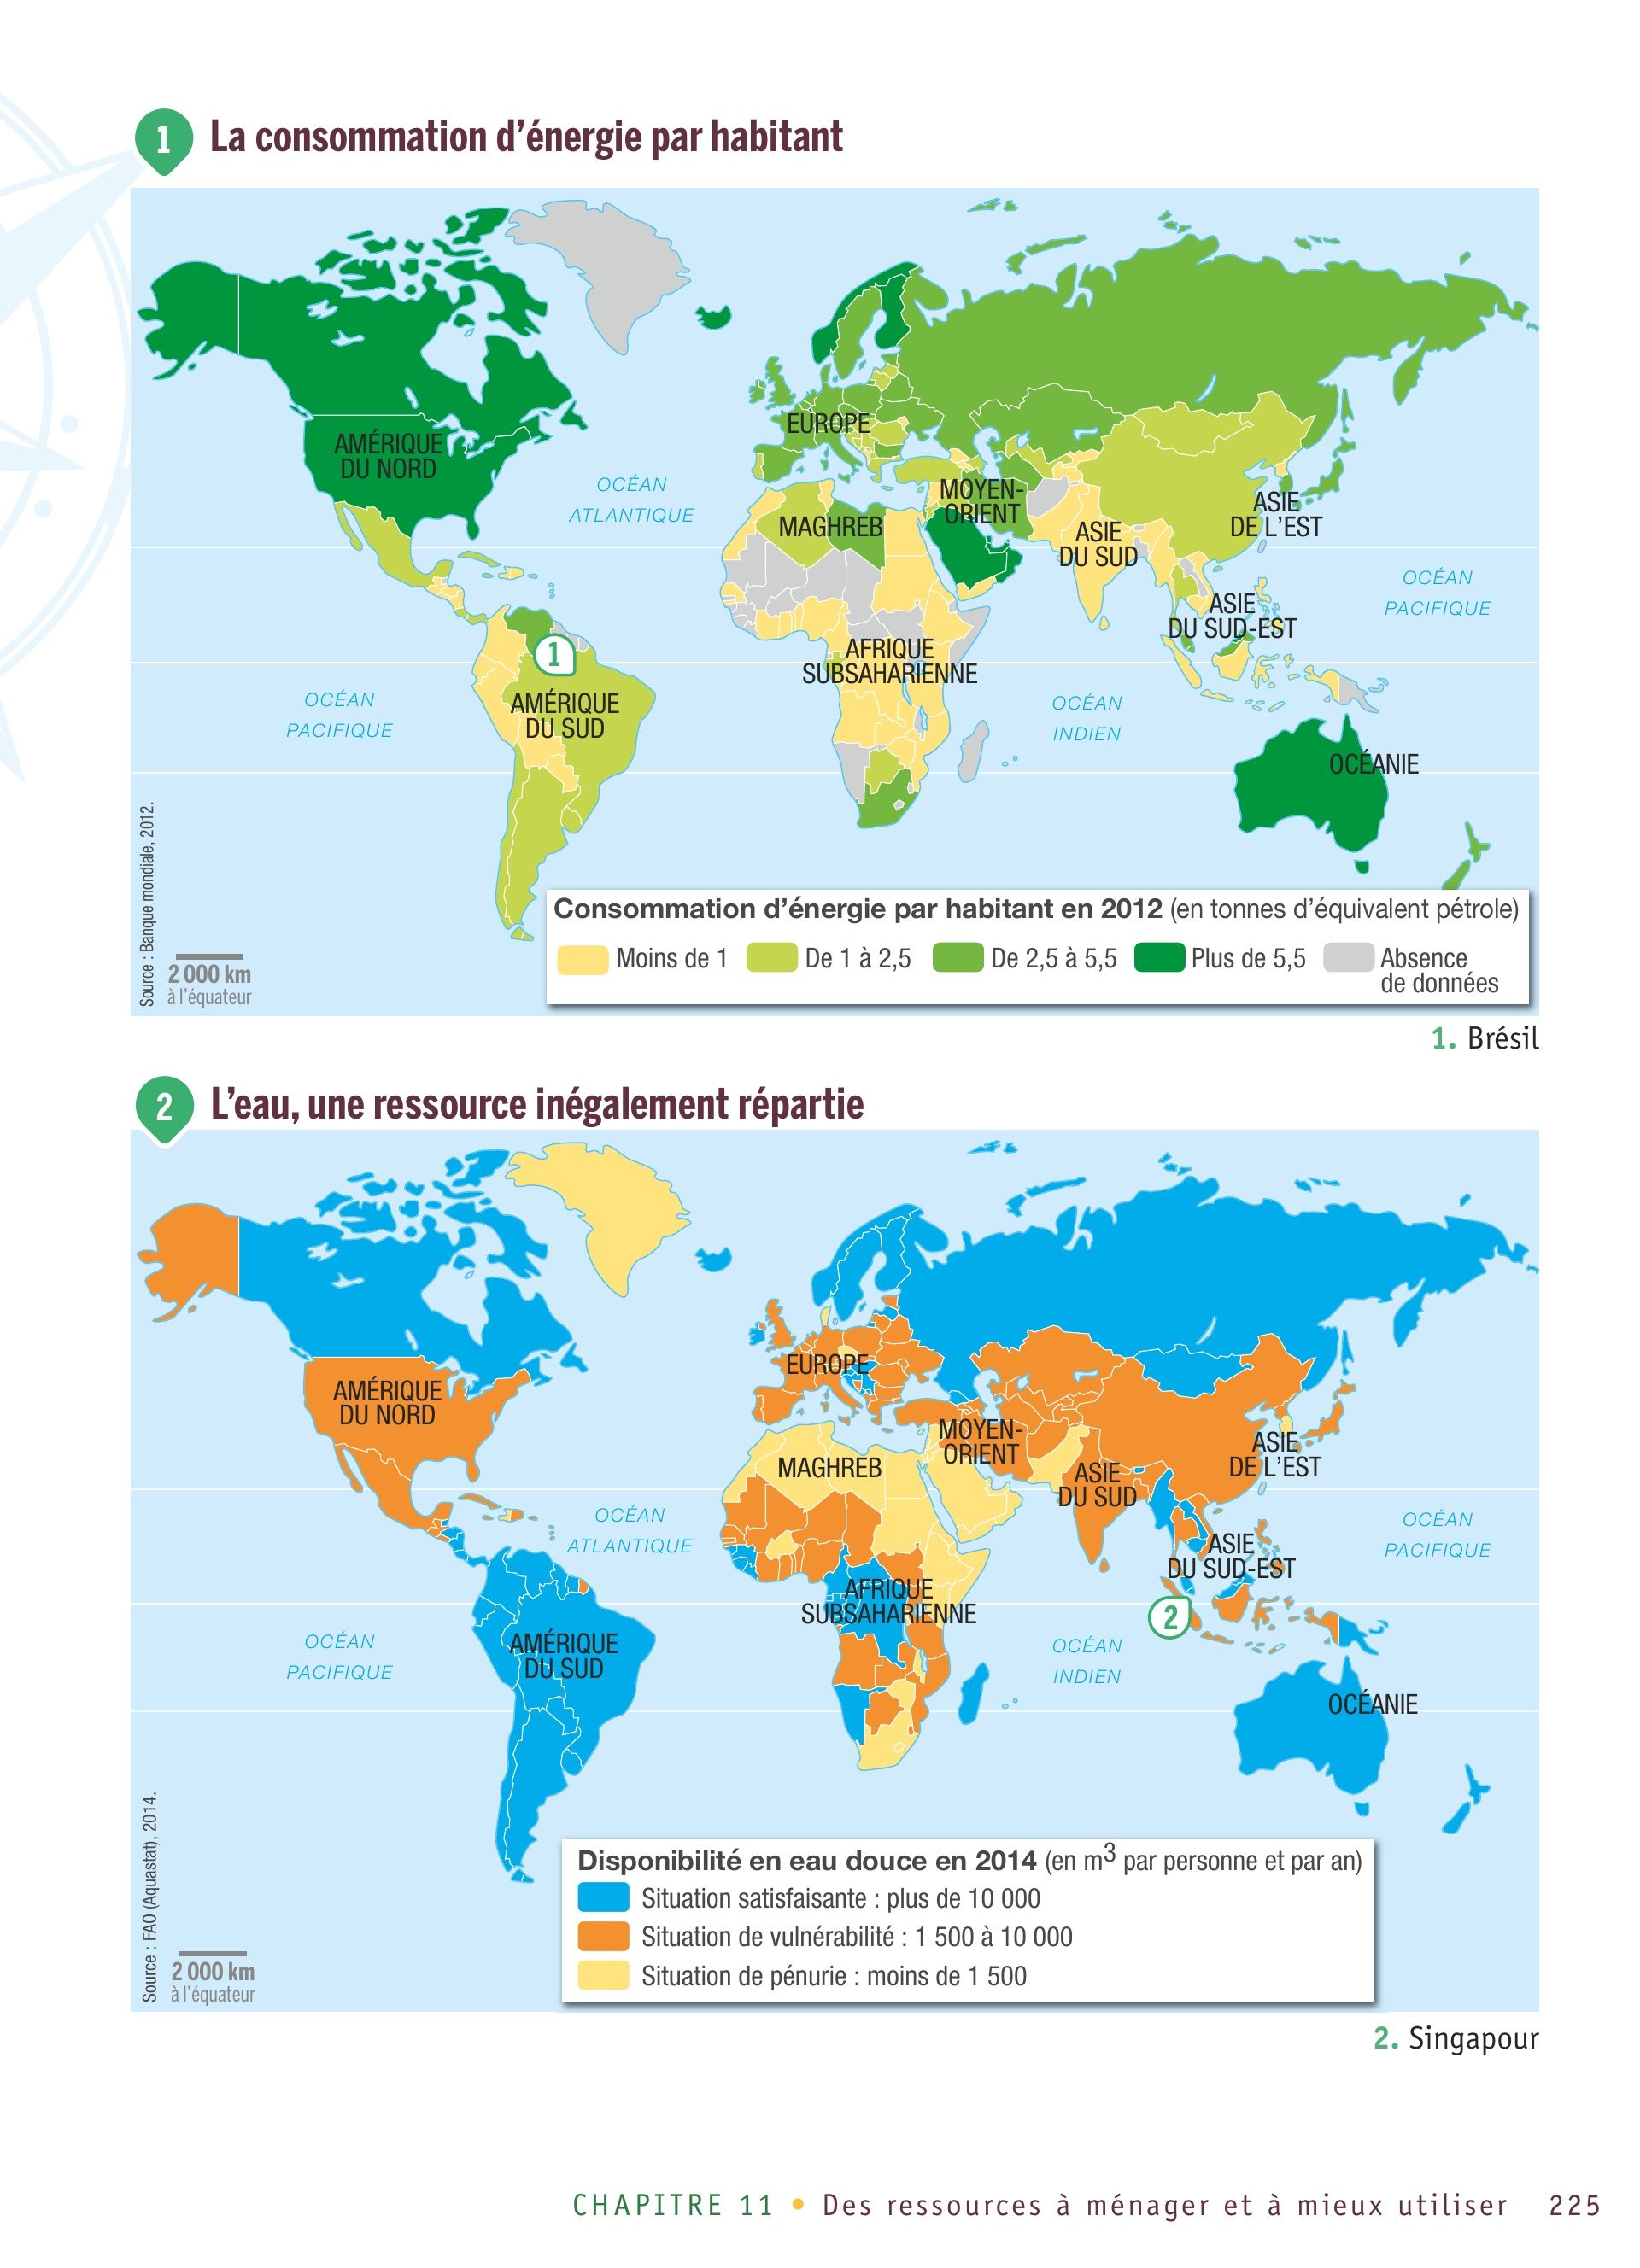 1 La consommation d'énergie par habitant
AMÉRIQUE
DU NORD
OCÉAN
ATLANTIQUE
EUROPE
MAGHREB
MOYEN-
ORIENT
ASIE
DU SUD
ASIE
DE L'EST
ASIE
DU SUD-EST
OCÉAN
PACIFIQUE
1
AMÉRIQUE
DU SUD
AFRIQUE
SUBSAHARIENNE
OCÉAN
PACIFIQUE
OCÉAN
INDIEN
OCÉANIE
Source : Banque mondiale, 2012.
2 000 km
à l'équateur
Consommation d'énergie par habitant en 2012 (en tonnes d'équivalent pétrole)
Moins de 1
De 1 à 2,5
De 2,5 à 5,5
Plus de 5,5
Absence
de données
1. Brésil
2 L'eau, une ressource inégalement répartie
AMÉRIQUE
DU NORD
OCÉAN
ATLANTIQUE
EUROPE
MAGHREB
MOYEN-
ORIENT
ASIE
DU SUD
ASIE
DE L'EST
ASIE
DU SUD-EST
OCÉAN
PACIFIQUE
AFRIQUE
SUBSAHARIENNE
2
AMÉRIQUE
DU SUD
OCÉAN
PACIFIQUE
OCÉAN
INDIEN
OCÉANIE
Source : FAO (Aquastat), 2014.
2 000 km
à l'équateur
Disponibilité en eau douce en 2014 (en m³ par personne et par an)
Situation satisfaisante : plus de 10 000
Situation de vulnérabilité : 1 500 à 10 000
Situation de pénurie : moins de 1 500
2. Singapour
CHAPITRE 11 • Des ressources à ménager et à mieux utiliser 225